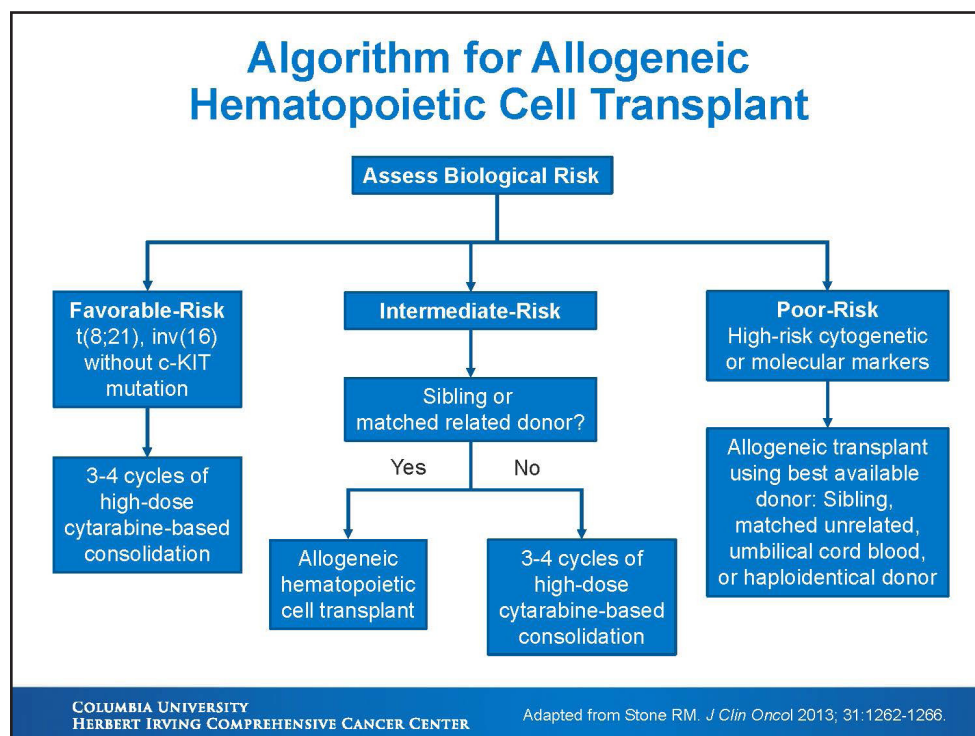 Algorithm for Allogeneic
Hematopoietic Cell Transplant
Assess Biological Risk
Favorable-Risk
t(8;21), inv(16)
without c-KIT
mutation
3-4 cycles of
high-dose
cytarabine-based
consolidation
Intermediate-Risk
Sibling or
matched related donor?
Yes
No
Allogeneic
hematopoietic
cell transplant
3-4 cycles of
high-dose
cytarabine-based
consolidation
Poor-Risk
High-risk cytogenetic
or molecular markers
Allogeneic transplant
using best available
donor: Sibling,
matched unrelated,
umbilical cord blood,
or haploidentical donor
COLUMBIA UNIVERSITY
HERBERT IRVING COMPREHENSIVE CANCER CENTER
Adapted from Stone RM. J Clin Oncol 2013; 31:1262-1266.